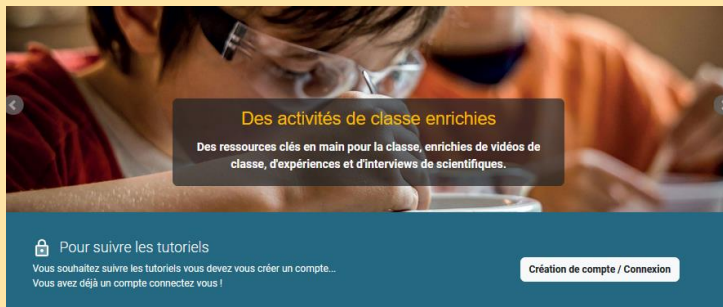 Des activités de classe enrichies
Des ressources clés en main pour la classe, enrichies de vidéos de
classe, d'expériences et d'interviews de scientifiques.
Pour suivre les tutoriels
Vous souhaitez suivre les tutoriels vous devez vous créer un compte...
Vous avez déjà un compte connectez vous !
Création de compte / Connexion